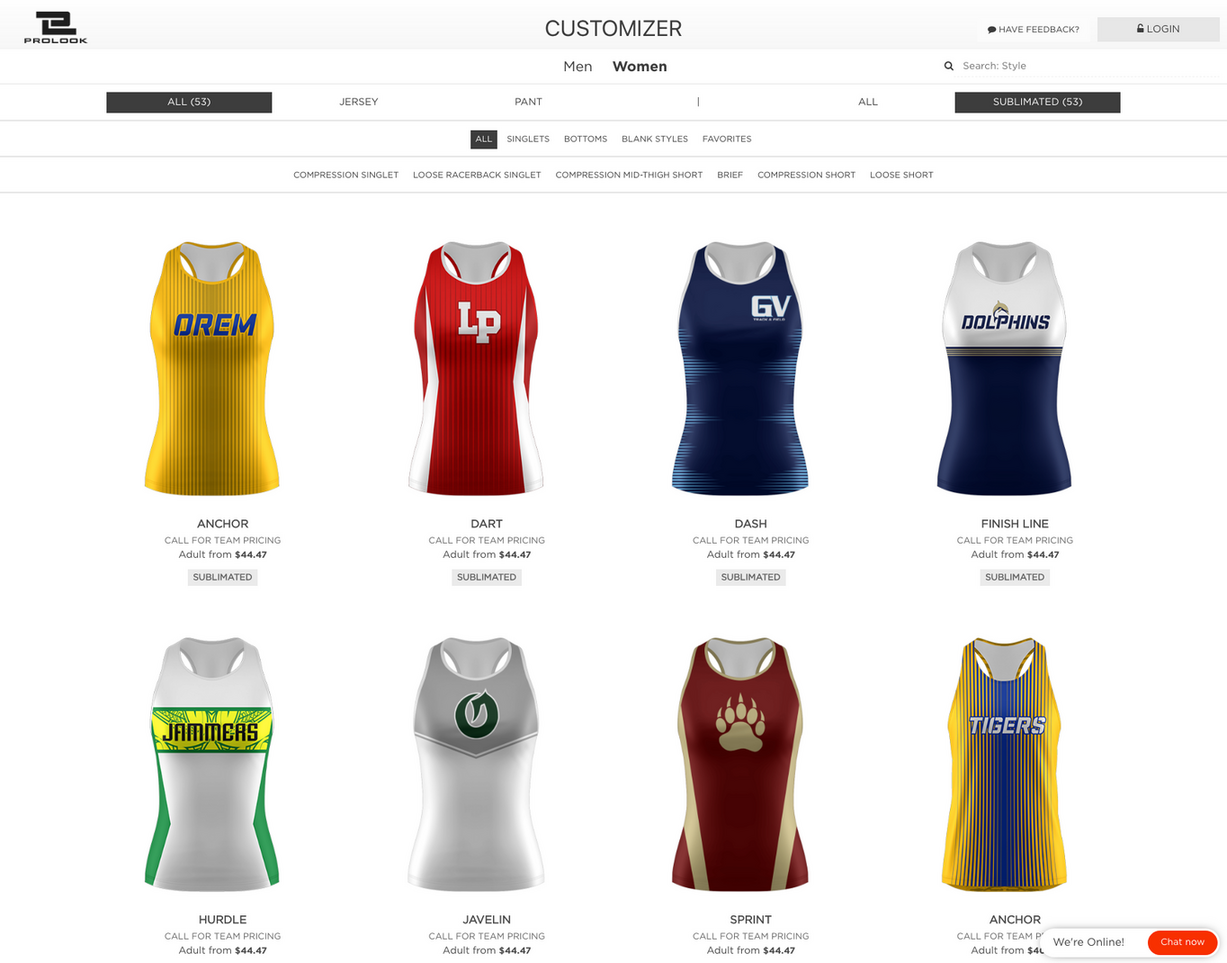 PROLOOK
CUSTOMIZER
HAVE FEEDBACK?
LOGIN
Men Women
Search: Style
ALL (53) JERSEY PANT | ALL SUBLIMATED (53)
ALL SINGLETS BOTTOMS BLANK STYLES FAVORITES
COMPRESSION SINGLET LOOSE RACERBACK SINGLET COMPRESSION MID-THIGH SHORT BRIEF COMPRESSION SHORT LOOSE SHORT
OREM
LP
GV
TRACK & FIELD
DOLPHINS
ANCHOR DART DASH FINISH LINE
CALL FOR TEAM PRICING CALL FOR TEAM PRICING CALL FOR TEAM PRICING CALL FOR TEAM PRICING
Adult from $44.47 Adult from $44.47 Adult from $44.47 Adult from $44.47
SUBLIMATED SUBLIMATED SUBLIMATED SUBLIMATED
JAMMERS
O
TIGERS
HURDLE JAVELIN SPRINT ANCHOR
CALL FOR TEAM PRICING CALL FOR TEAM PRICING CALL FOR TEAM PRICING CALL FOR TEAM
Adult from $44.47 Adult from $44.47 Adult from $44.47 Adult from
We're Online! Chat now